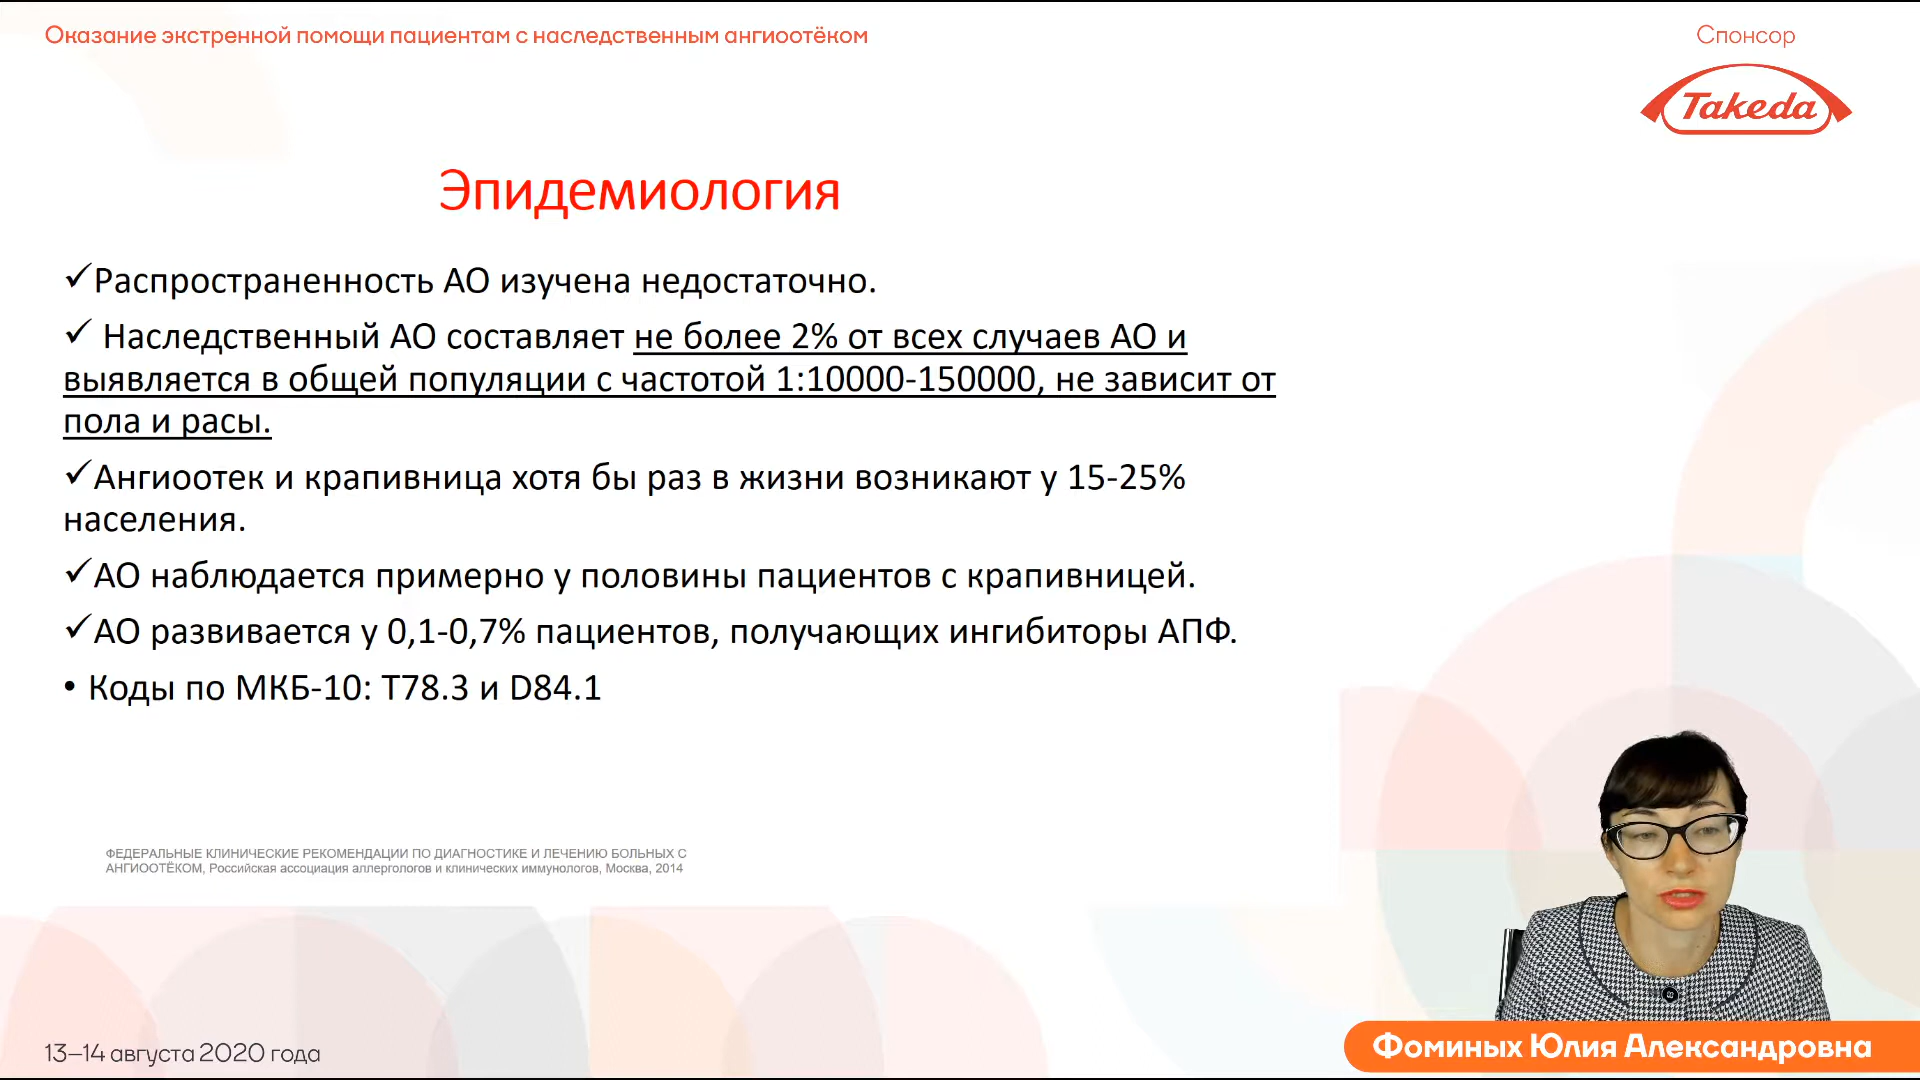 Оказание экстренной помощи пациентам с наследственным ангиоотёком
Спонсор
Takeda
Эпидемиология
✓Распространенность АО изучена недостаточно.
✓ Наследственный АО составляет не более 2% от всех случаев АО и
выявляется в общей популяции с частотой 1:10000-150000, не зависит от
пола и расы.
✓Ангиоотек и крапивница хотя бы раз в жизни возникают у 15-25%
населения.
✓АО наблюдается примерно у половины пациентов с крапивницей.
✓АО развивается у 0,1-0,7% пациентов, получающих ингибиторы АПФ.
• Коды по МКБ-10: T78.3 и D84.1
ФЕДЕРАЛЬНЫЕ КЛИНИЧЕСКИЕ РЕКОМЕНДАЦИИ ПО ДИАГНОСТИКЕ И ЛЕЧЕНИЮ БОЛЬНЫХ С
АНГИООТЁКОМ, Российская ассоциация аллергологов и клинических иммунологов, Москва, 2014
13–14 августа 2020 года
Фоминых Юлия Александровна